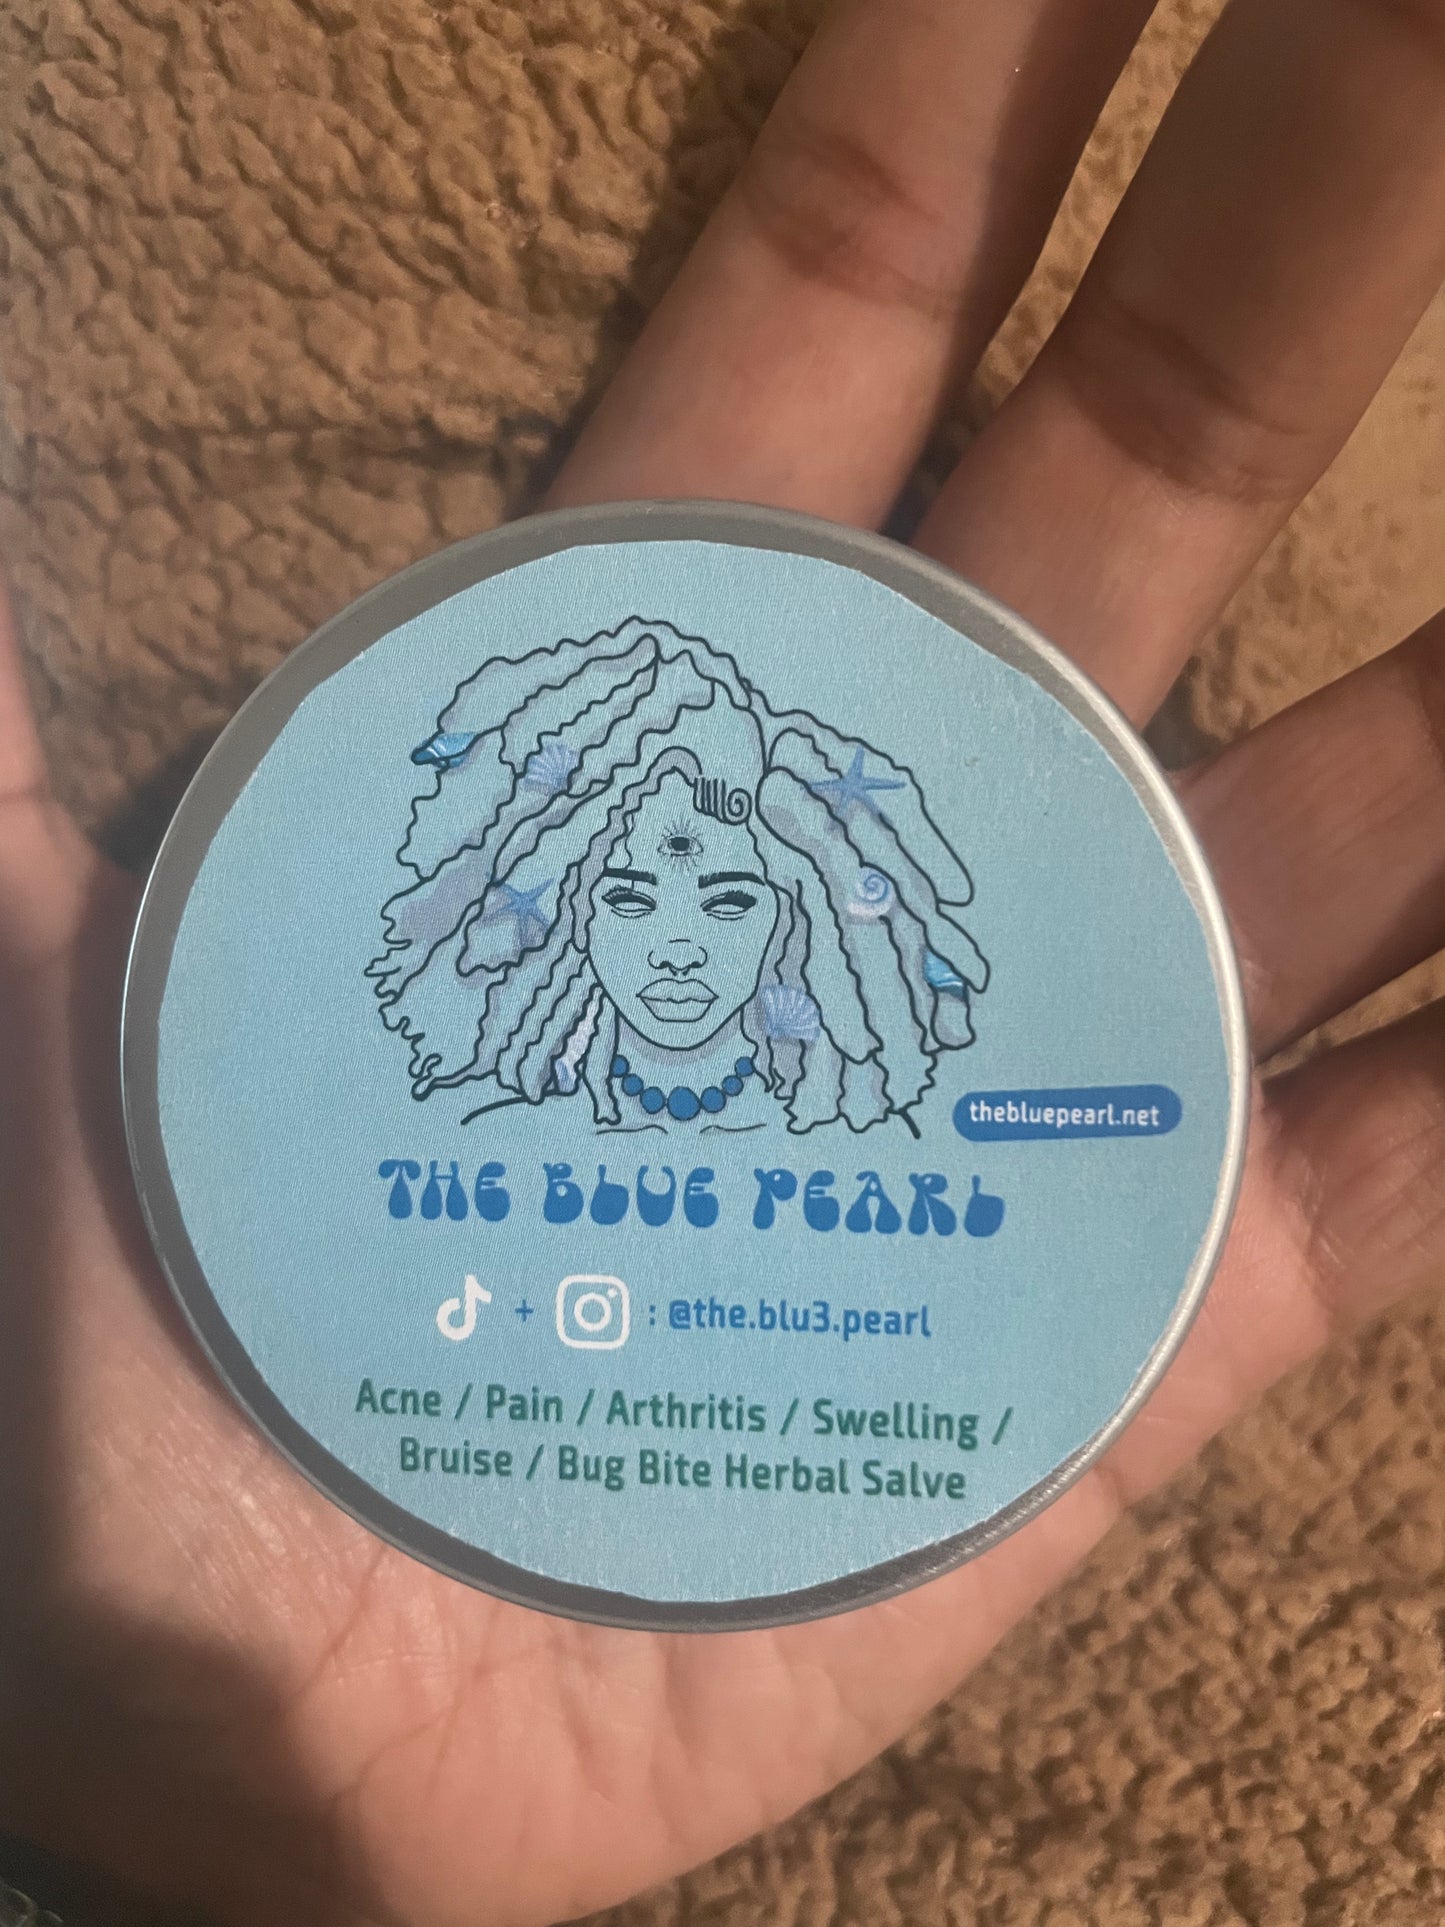 thebluepearl.net
THE BLUE PEARL
+ : @the.blu3.pearl
Acne / Pain / Arthritis / Swelling /
Bruise / Bug Bite Herbal Salve